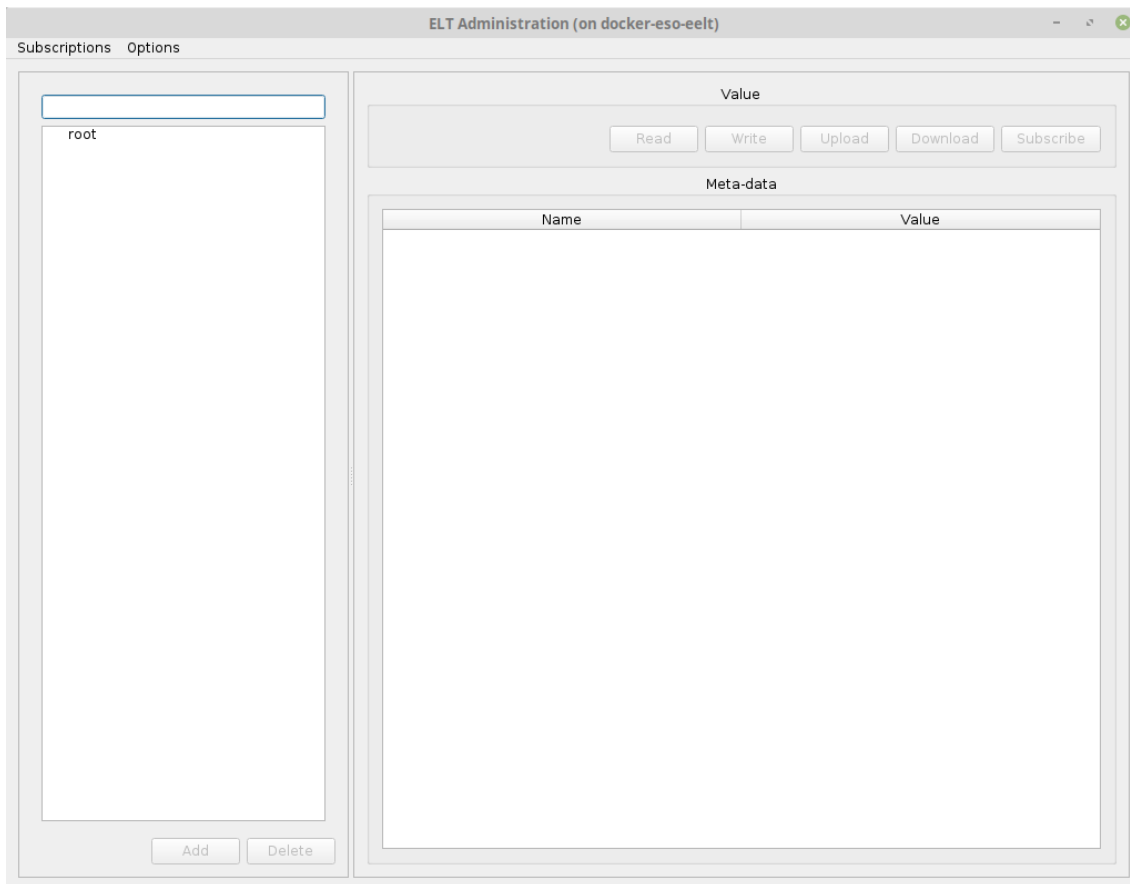 ELT Administration (on docker-eso-eelt)
Subscriptions Options
root
Add Delete
Value
Read Write Upload Download Subscribe
Meta-data
Name Value